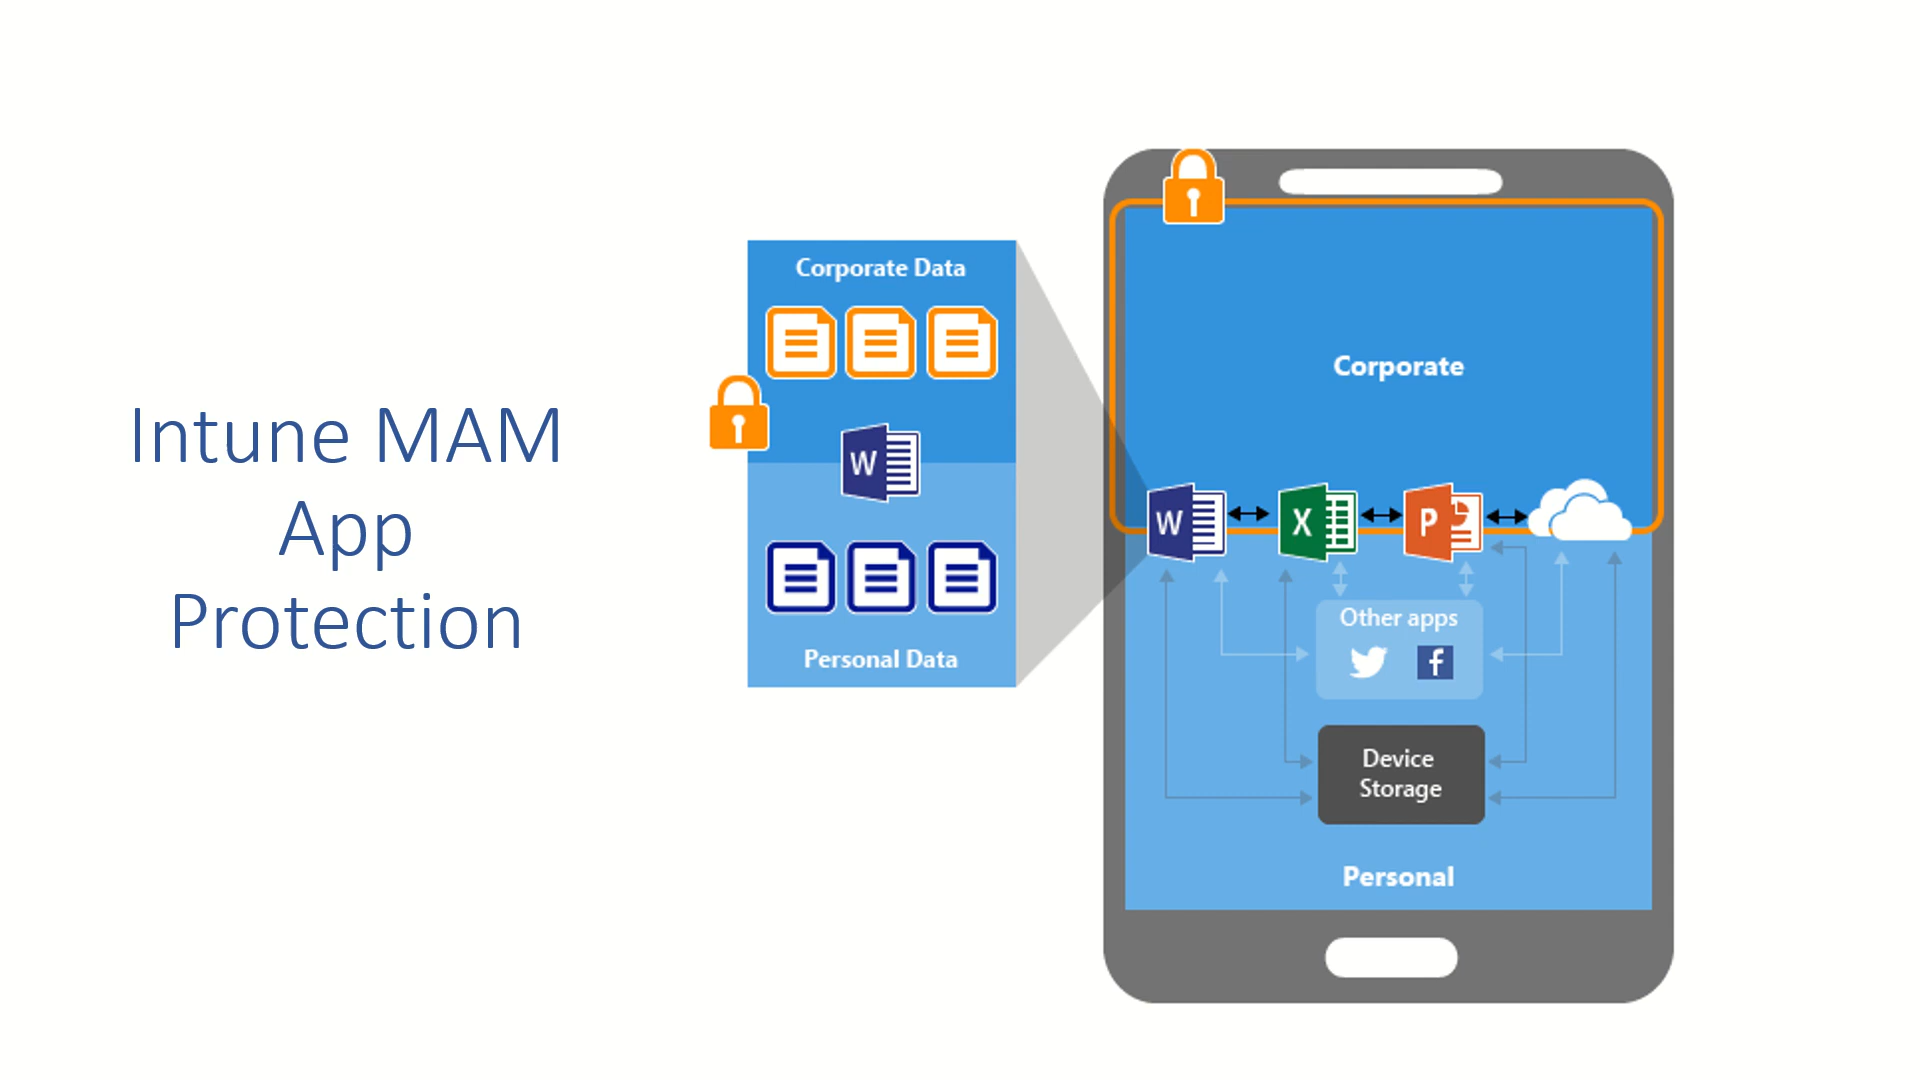 Intune MAM
App
Protection
Corporate Data
W
Personal Data
Corporate
W
X
P
Other apps
f
Device
Storage
Personal